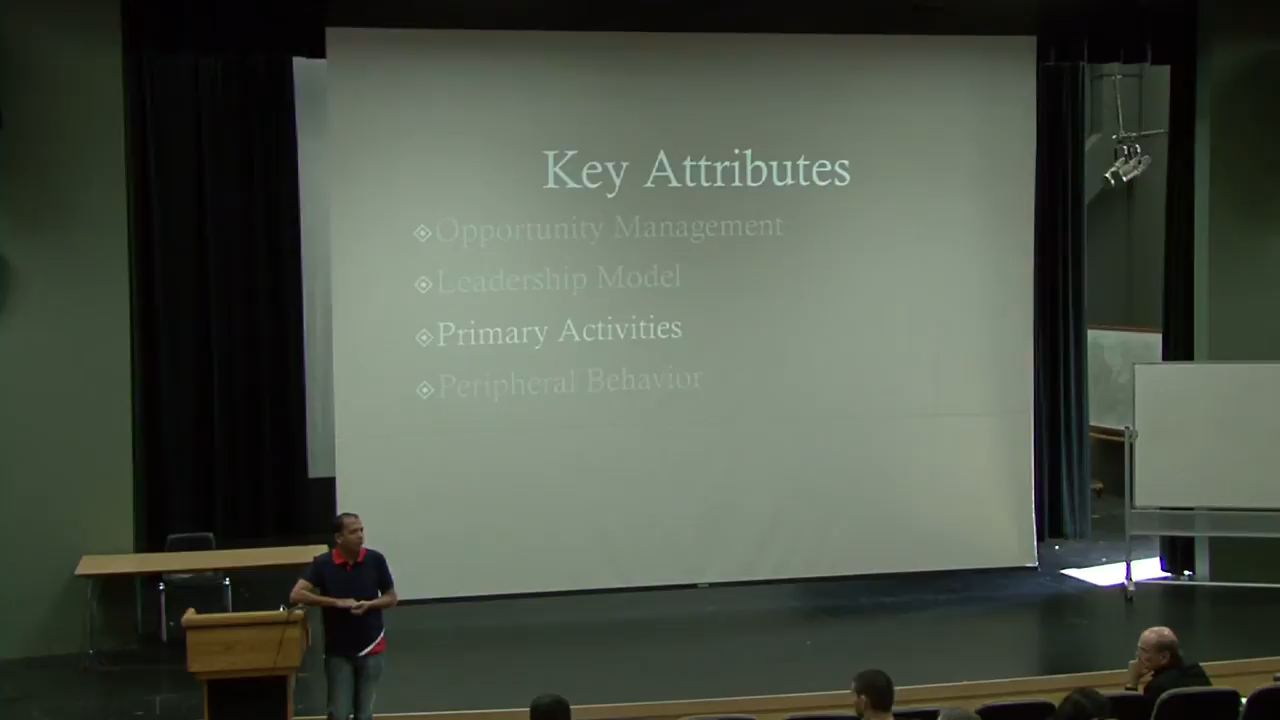 Key Attributes
Opportunity Management
Leadership Model
Primary Activities
Peripheral Behavior